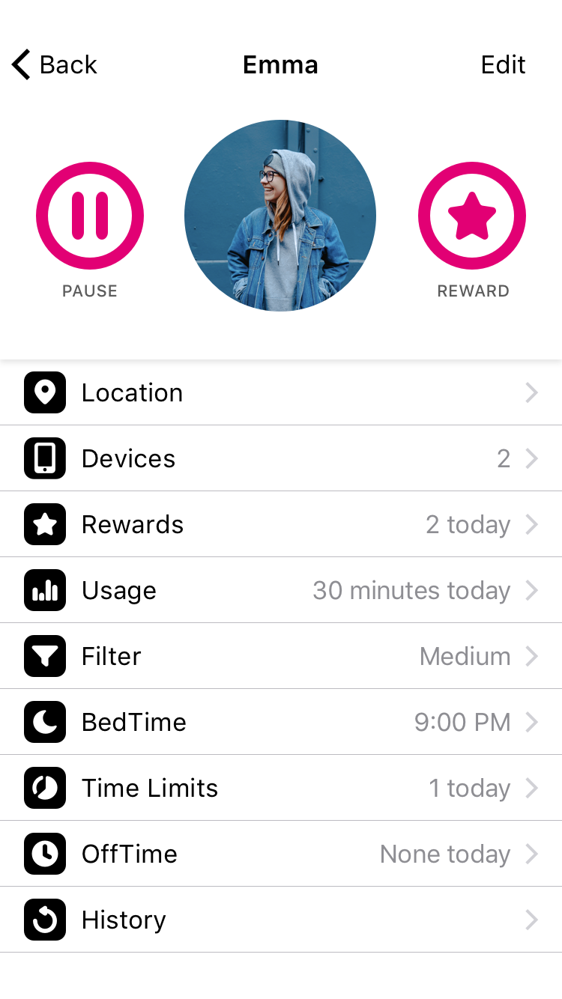 Back Emma Edit
PAUSE REWARD
Location
Devices 2
Rewards 2 today
Usage 30 minutes today
Filter Medium
BedTime 9:00 PM
Time Limits 1 today
OffTime None today
History